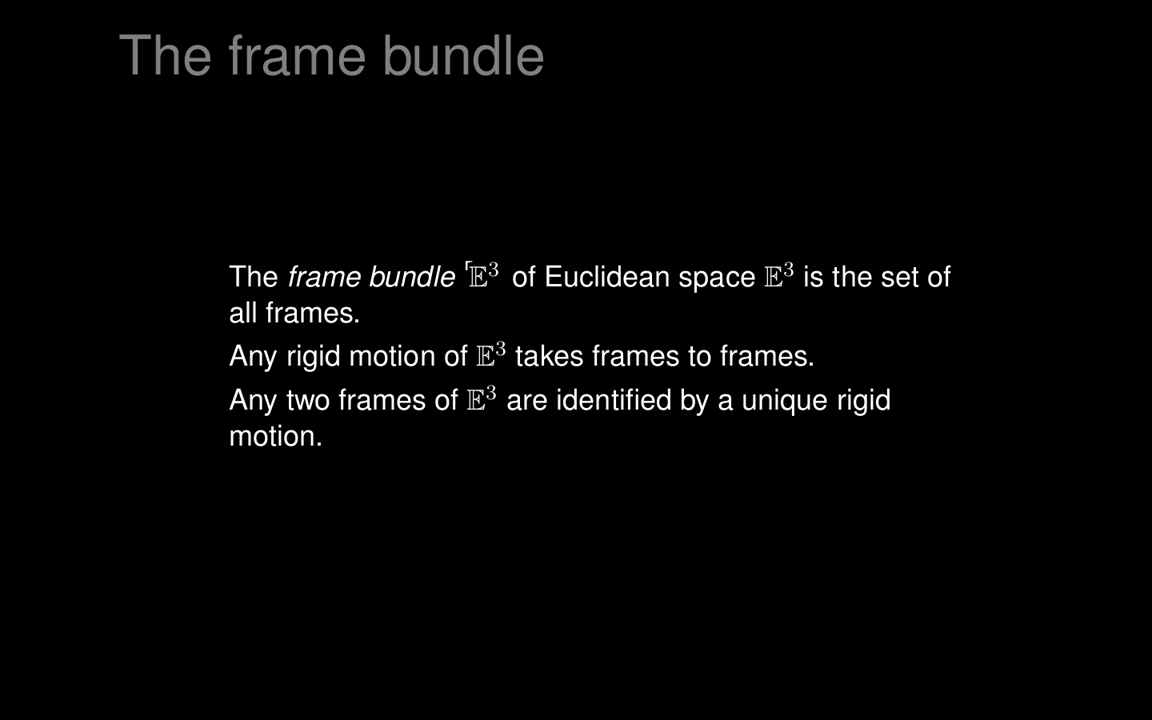 The frame bundle
The frame bundle ⌜𝔼³ of Euclidean space 𝔼³ is the set of
all frames.
Any rigid motion of 𝔼³ takes frames to frames.
Any two frames of 𝔼³ are identified by a unique rigid
motion.